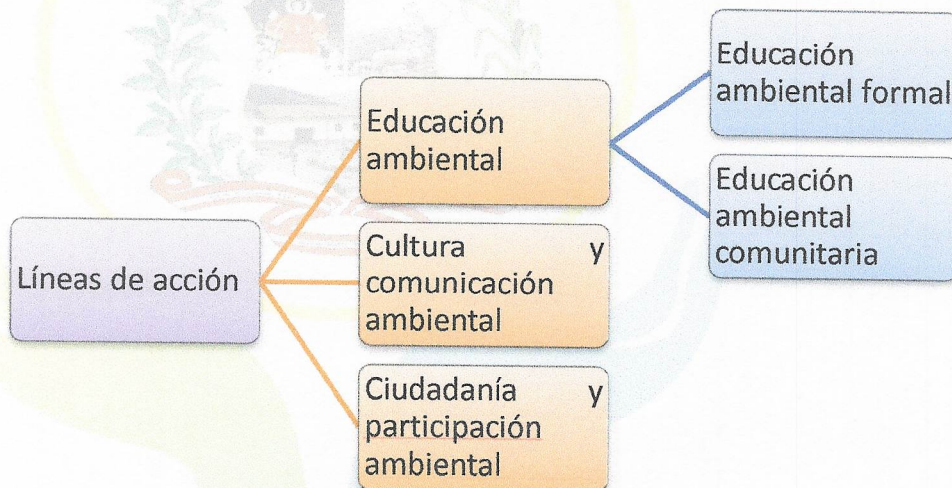 Líneas de acción
Educación
ambiental
Cultura y
comunicación
ambiental
Ciudadanía y
participación
ambiental
Educación
ambiental formal
Educación
ambiental
comunitaria